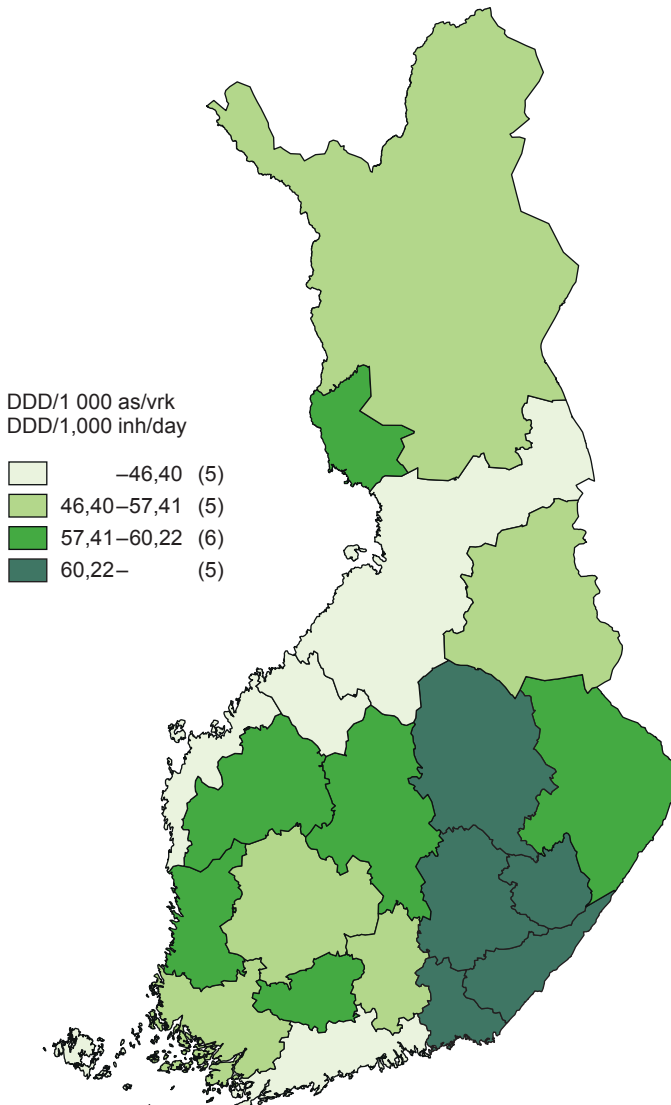 DDD/1 000 as/vrk
DDD/1,000 inh/day
–46,40 (5)
46,40–57,41 (5)
57,41–60,22 (6)
60,22– (5)